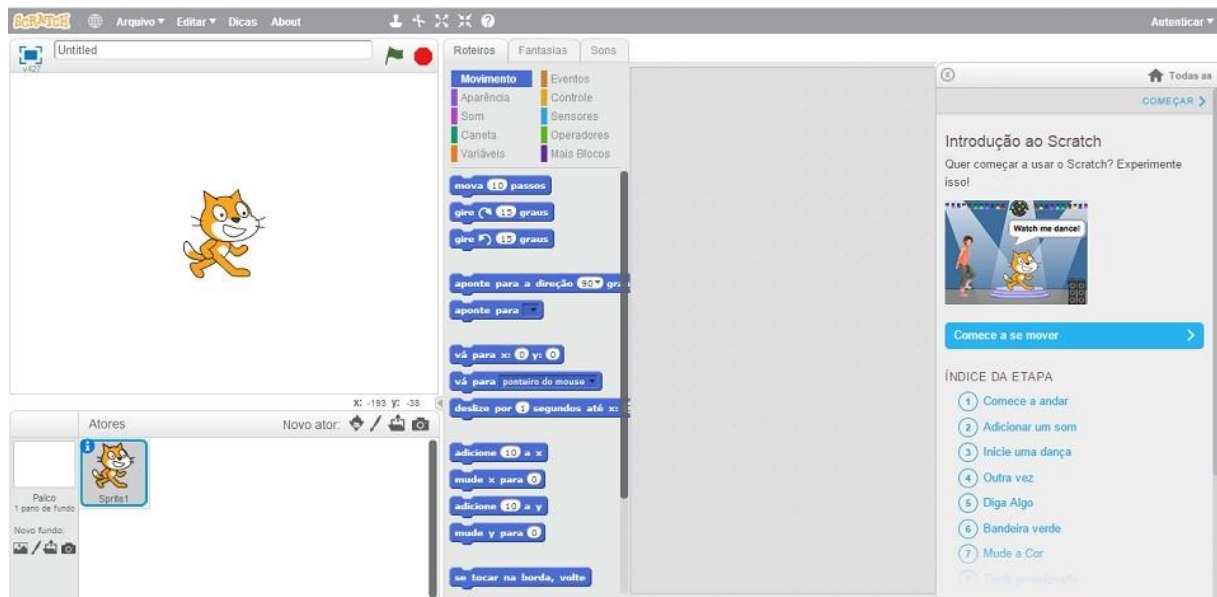 SCRATCH Arquivo Editar Dicas About Autenticar
Untitled
v427
X: -193 y: -38
Atores
Novo ator:
Palco
1 pano de fundo
Novo fundo:
Sprite1
Roteiros Fantasias Sons
Movimento Eventos
Aparência Controle
Som Sensores
Caneta Operadores
Variáveis Mais Blocos
mova 10 passos
gire 15 graus
gire 15 graus
aponte para a direção 90 gra
aponte para
vá para x: 0 y: 0
vá para ponteiro do mouse
deslize por 1 segundos até x:
adicione 10 a x
mude x para 0
adicione 10 a y
mude y para 0
se tocar na borda, volte
Todas as
COMEÇAR
Introdução ao Scratch
Quer começar a usar o Scratch? Experimente
isso!
Watch me dance!
Comece a se mover
ÍNDICE DA ETAPA
1 Comece a andar
2 Adicionar um som
3 Inicie uma dança
4 Outra vez
5 Diga Algo
6 Bandeira verde
7 Mude a Cor